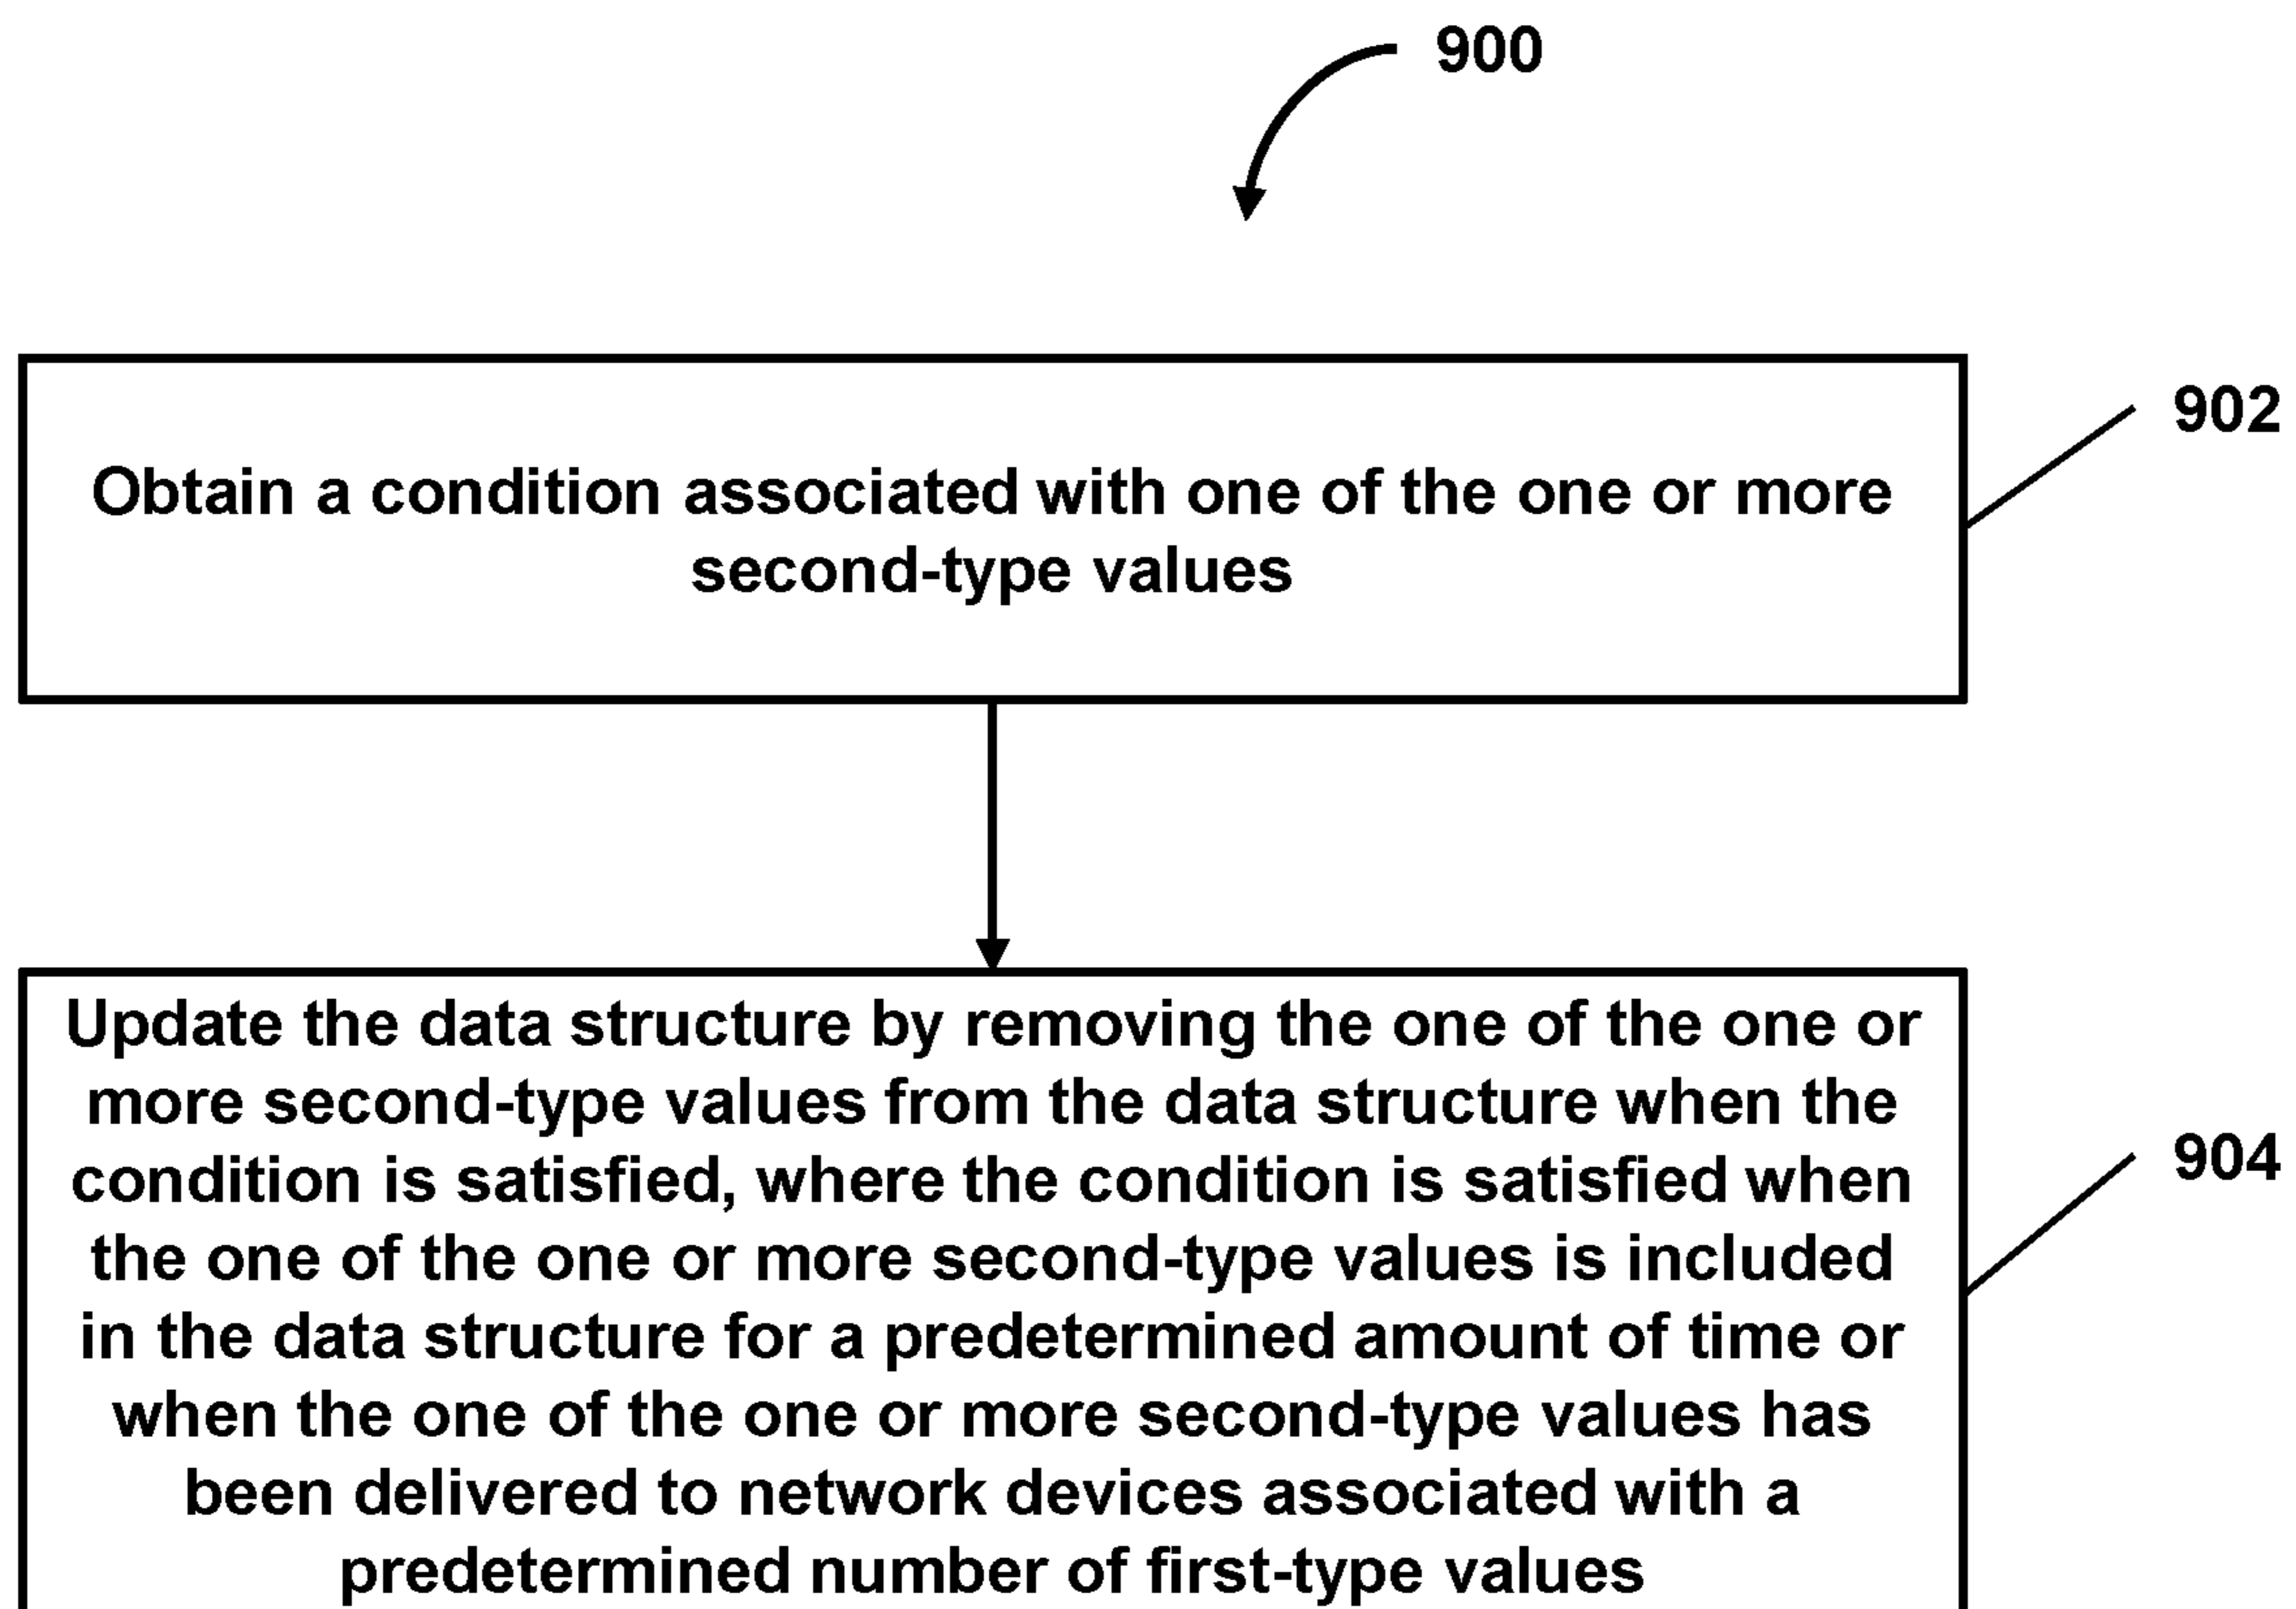 900
902
Obtain a condition associated with one of the one or more
second-type values
Update the data structure by removing the one of the one or
more second-type values from the data structure when the
condition is satisfied, where the condition is satisfied when
the one of the one or more second-type values is included
in the data structure for a predetermined amount of time or
when the one of the one or more second-type values has
been delivered to network devices associated with a
predetermined number of first-type values
904